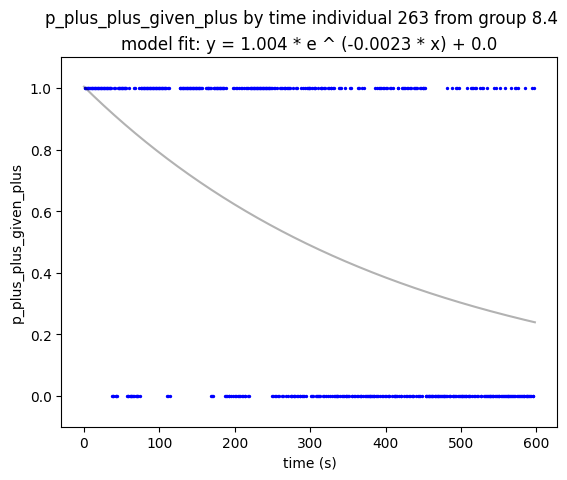 p_plus_plus_given_plus by time individual 263 from group 8.4
model fit: y = 1.004 * e ^ (-0.0023 * x) + 0.0
1.0
0.8
0.6
0.4
0.2
0.0
p_plus_plus_given_plus
0 100 200 300 400 500 600
time (s)